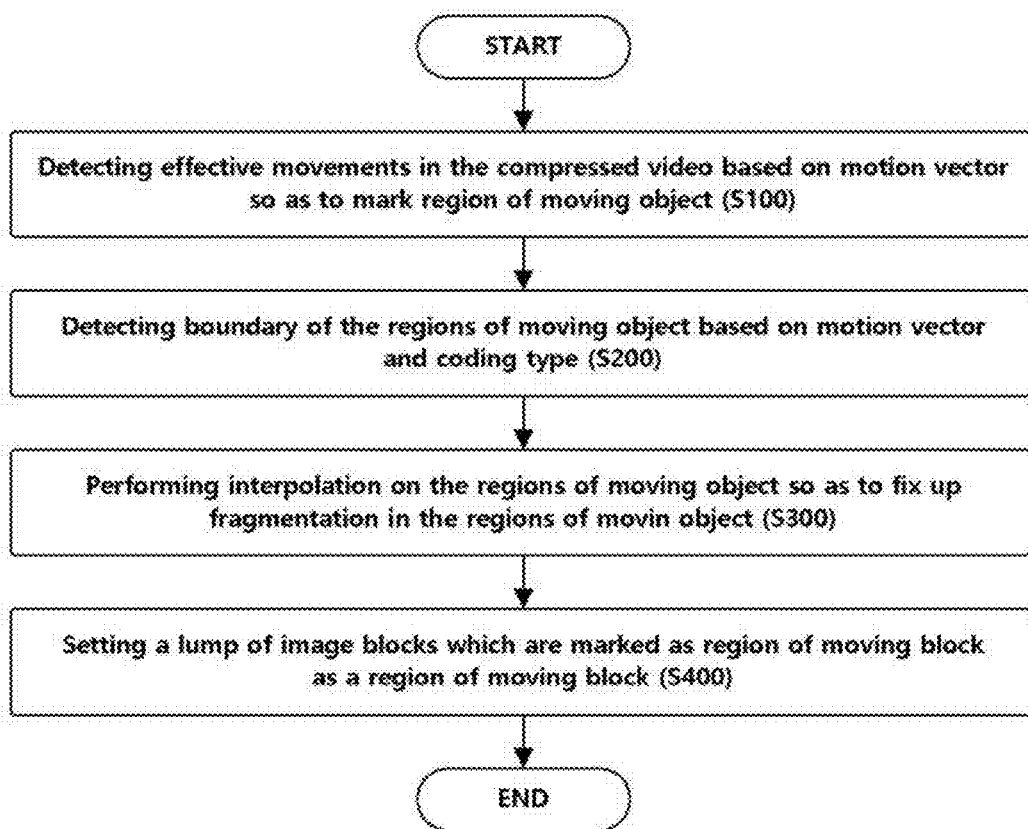 START
Detecting effective movements in the compressed video based on motion vector
so as to mark region of moving object (S100)
Detecting boundary of the regions of moving object based on motion vector
and coding type (S200)
Performing interpolation on the regions of moving object so as to fix up
fragmentation in the regions of movin object (S300)
Setting a lump of image blocks which are marked as region of moving block
as a region of moving block (S400)
END